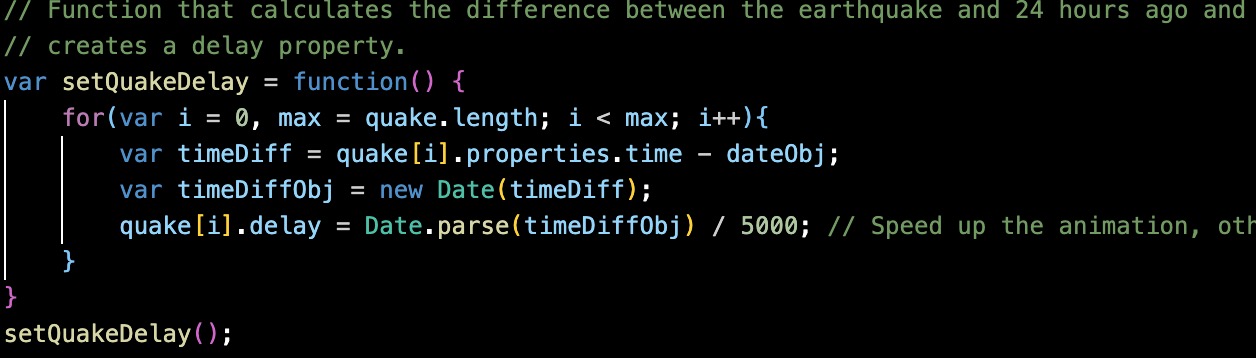 // Function that calculates the difference between the earthquake and 24 hours ago and
// creates a delay property.
var setQuakeDelay = function() {
    for(var i = 0, max = quake.length; i < max; i++){
        var timeDiff = quake[i].properties.time - dateObj;
        var timeDiffObj = new Date(timeDiff);
        quake[i].delay = Date.parse(timeDiffObj) / 5000; // Speed up the animation,
    }
}
setQuakeDelay();